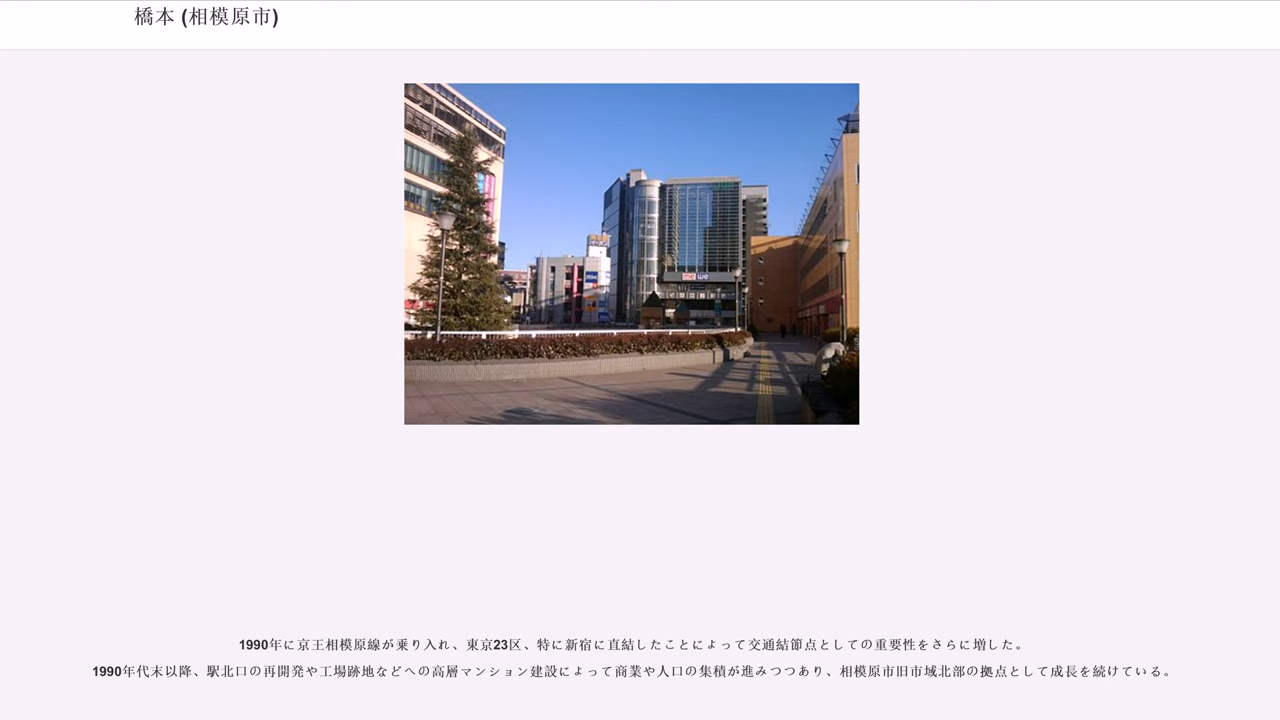 橋本 (相模原市)
1990年に京王相模原線が乗り入れ、東京23区、特に新宿に直結したことによって交通結節点としての重要性をさらに増した。
1990年代末以降、駅北口の再開発や工場跡地などへの高層マンション建設によって商業や人口の集積が進みつつあり、相模原市旧市域北部の拠点として成長を続けている。